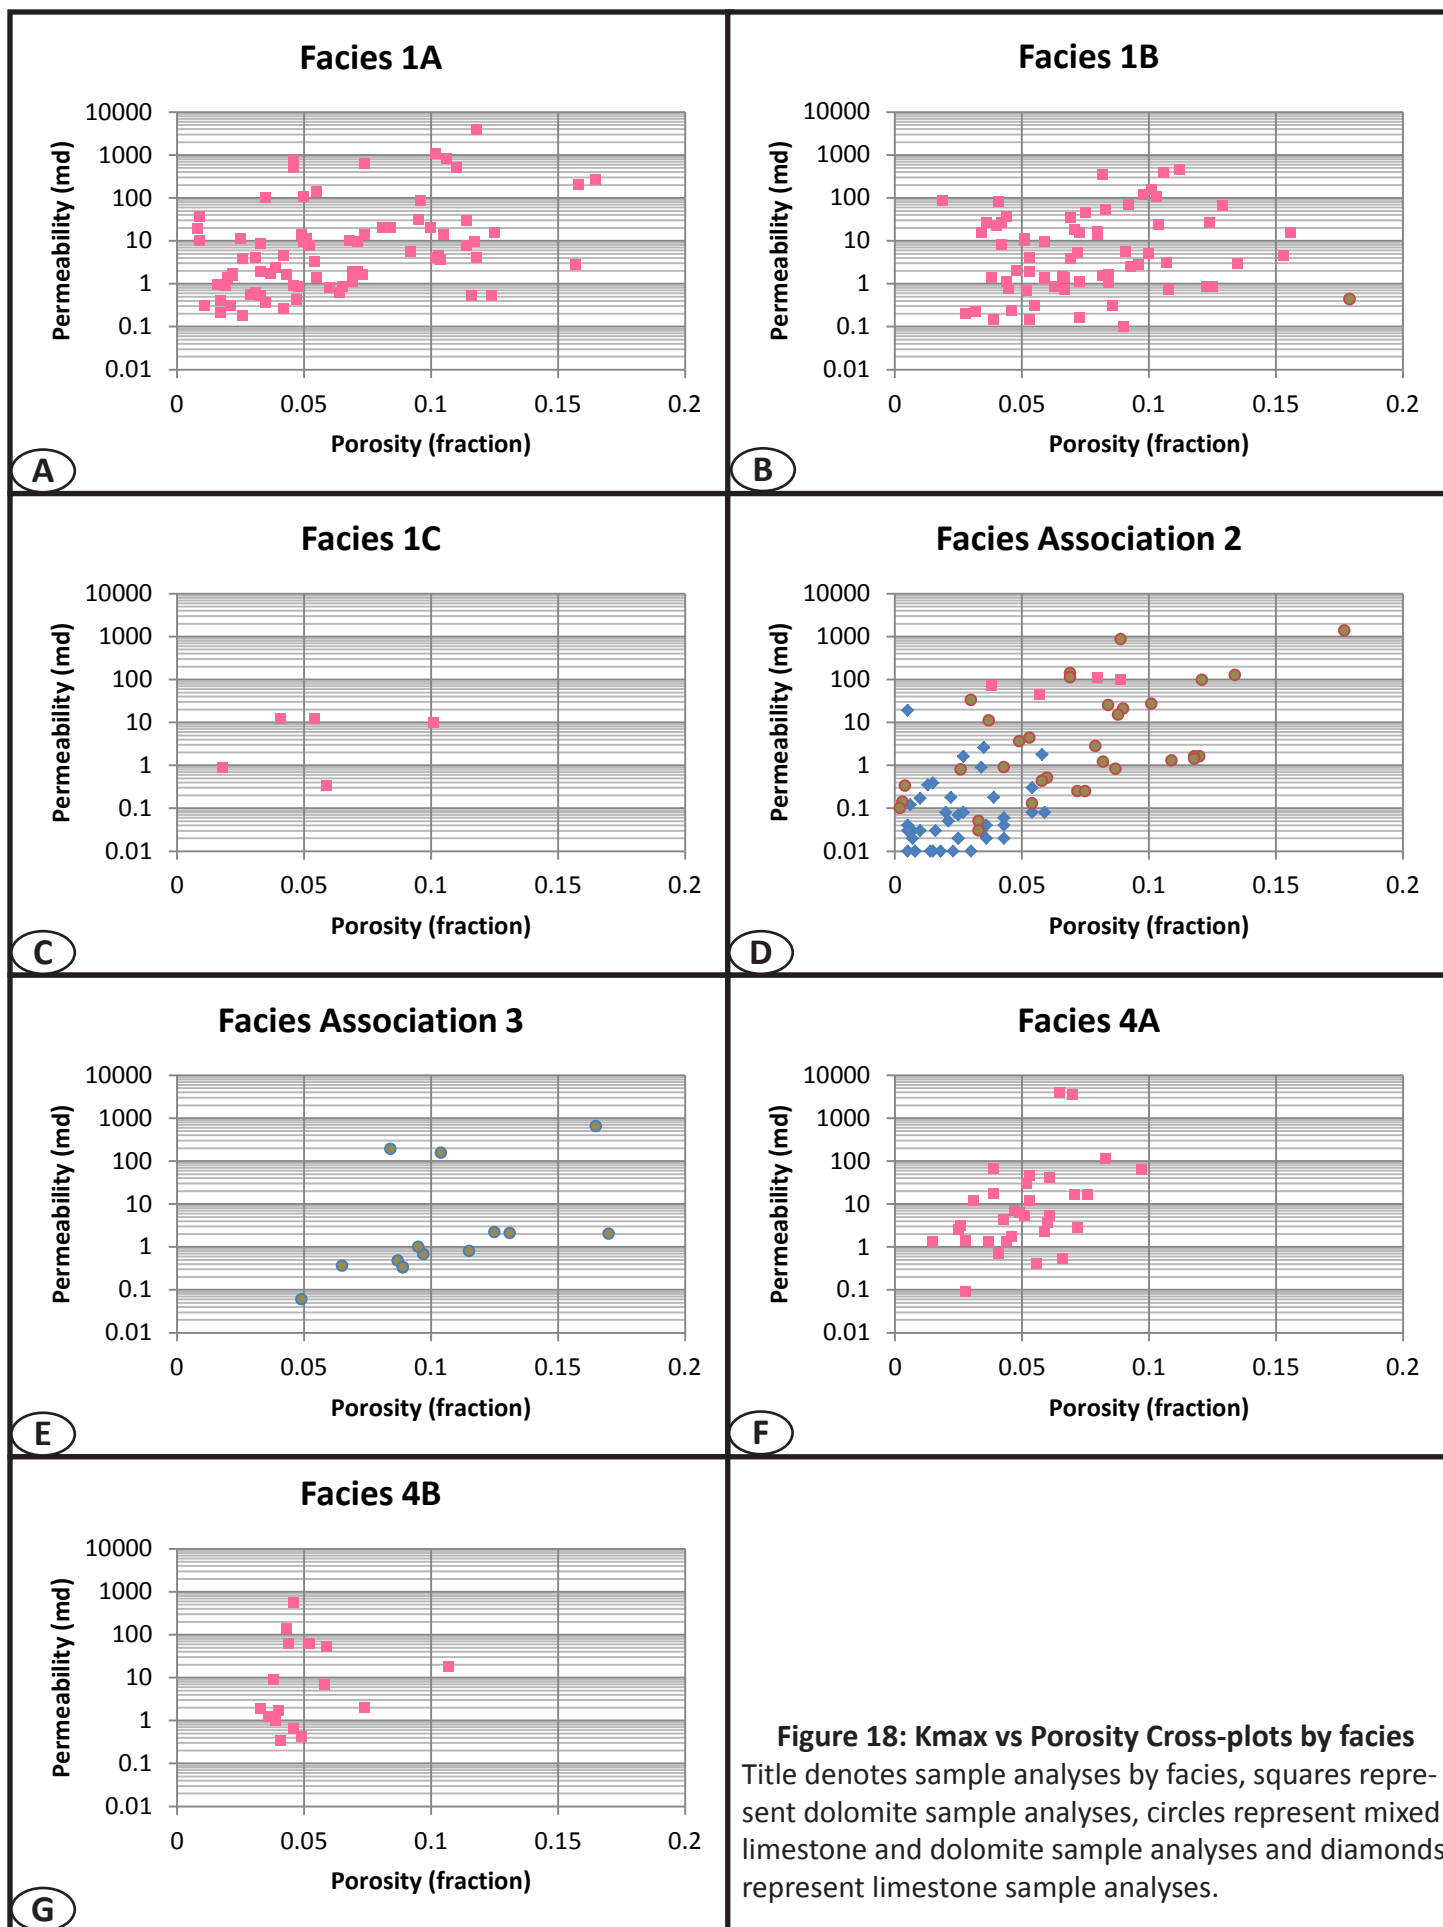 Facies 1A
Permeability (md)
10000
1000
100
10
1
0.1
0.01
0 0.05 0.1 0.15 0.2
Porosity (fraction)
A
Facies 1B
Permeability (md)
10000
1000
100
10
1
0.1
0.01
0 0.05 0.1 0.15 0.2
Porosity (fraction)
B
Facies 1C
Permeability (md)
10000
1000
100
10
1
0.1
0.01
0 0.05 0.1 0.15 0.2
Porosity (fraction)
C
Facies Association 2
Permeability (md)
10000
1000
100
10
1
0.1
0.01
0 0.05 0.1 0.15 0.2
Porosity (fraction)
D
Facies Association 3
Permeability (md)
10000
1000
100
10
1
0.1
0.01
0 0.05 0.1 0.15 0.2
Porosity (fraction)
E
Facies 4A
Permeability (md)
10000
1000
100
10
1
0.1
0.01
0 0.05 0.1 0.15 0.2
Porosity (fraction)
F
Facies 4B
Permeability (md)
10000
1000
100
10
1
0.1
0.01
0 0.05 0.1 0.15 0.2
Porosity (fraction)
G
Figure 18: Kmax vs Porosity Cross-plots by facies
Title denotes sample analyses by facies, squares repre-
sent dolomite sample analyses, circles represent mixed
limestone and dolomite sample analyses and diamonds
represent limestone sample analyses.